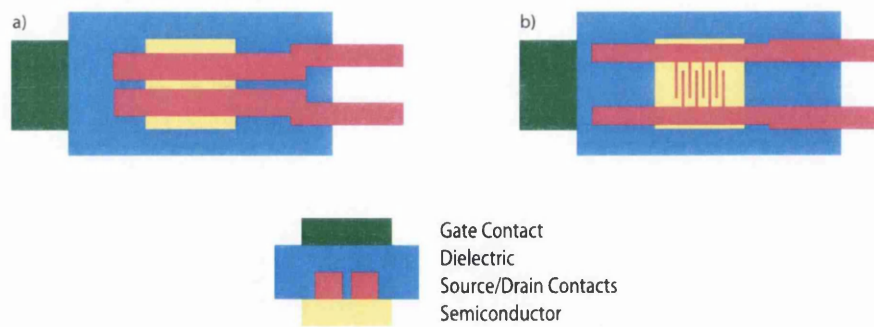 a)
b)
Gate Contact
Dielectric
Source/Drain Contacts
Semiconductor